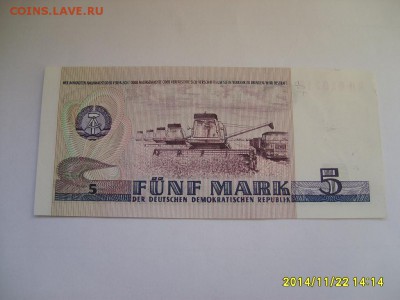 COINS.LAVE.RU
5
FÜNF MARK
5
DER DEUTSCHEN DEMOKRATISCHEN REPUBLIK
2014/11/22 14:14